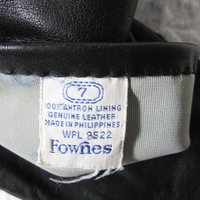 7
100% ANTRON LINING
GENUINE LEATHER
MADE IN PHILIPPINES
WPL 9522
Fownes